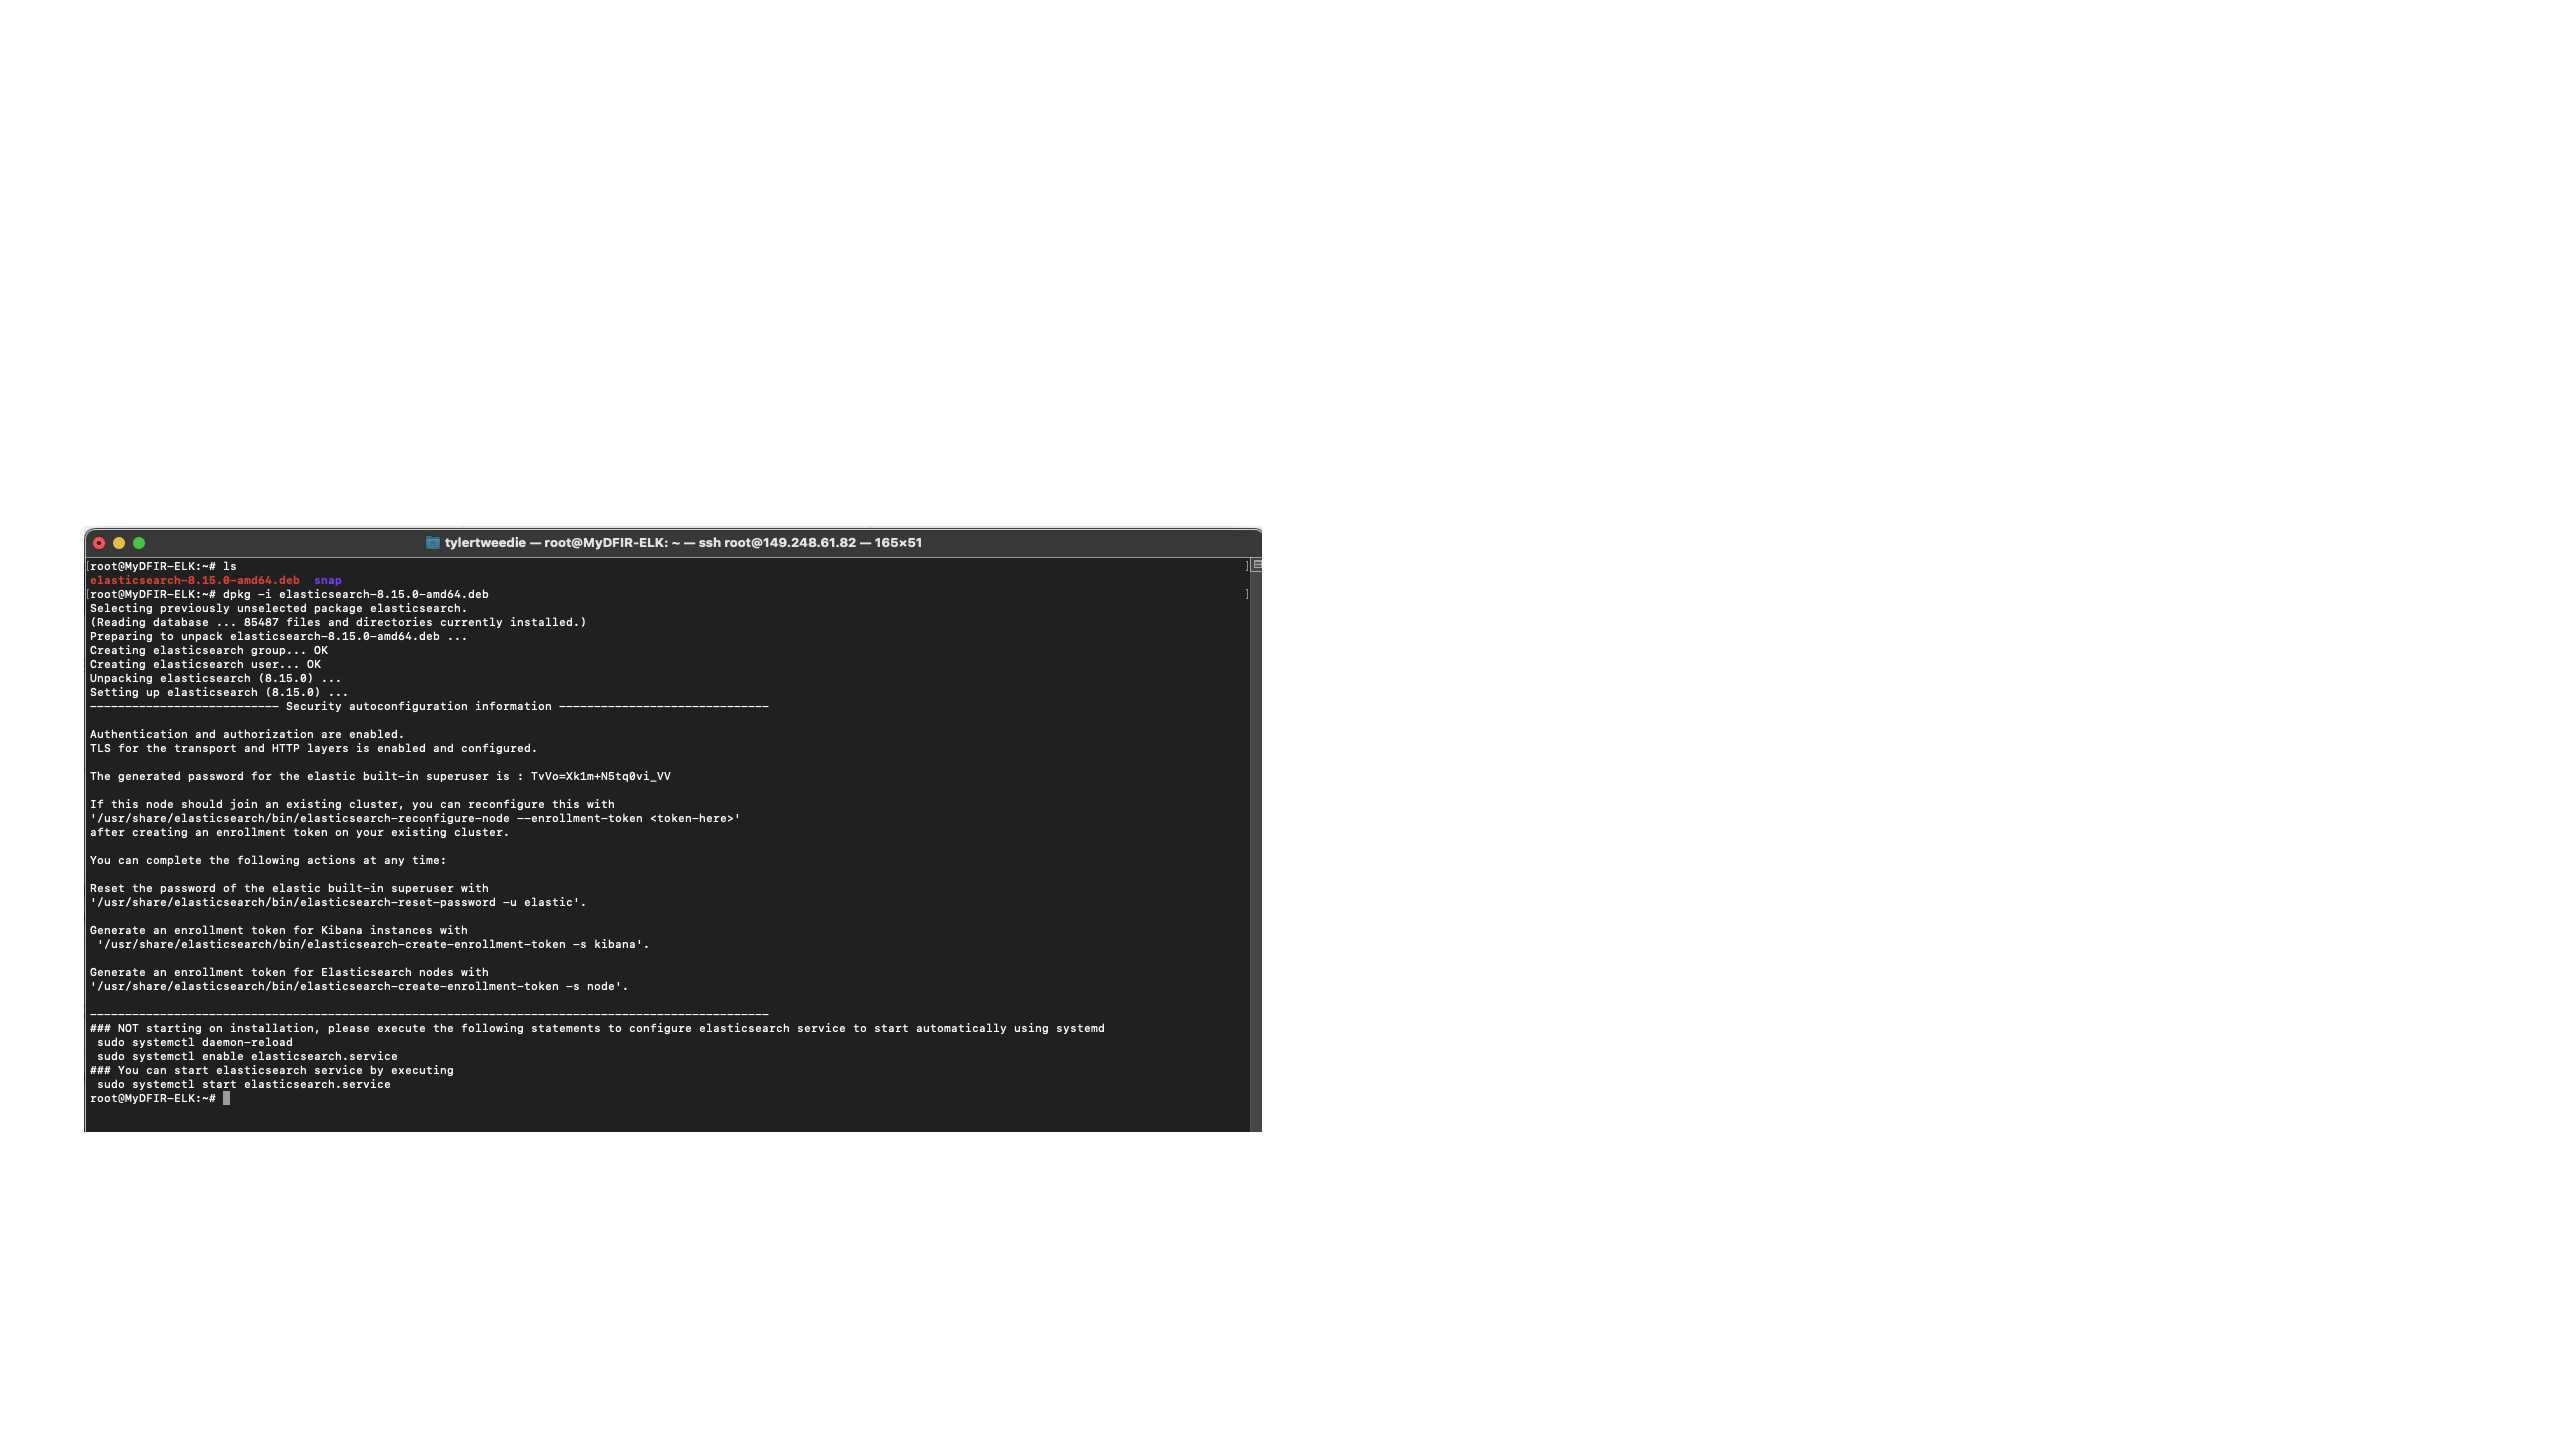 tylertweedie — root@MyDFIR-ELK: ~ — ssh root@149.248.61.82 — 165×51
[root@MyDFIR-ELK:~# ls ]
elasticsearch-8.15.0-amd64.deb  snap
[root@MyDFIR-ELK:~# dpkg -i elasticsearch-8.15.0-amd64.deb ]
Selecting previously unselected package elasticsearch.
(Reading database ... 85487 files and directories currently installed.)
Preparing to unpack elasticsearch-8.15.0-amd64.deb ...
Creating elasticsearch group... OK
Creating elasticsearch user... OK
Unpacking elasticsearch (8.15.0) ...
Setting up elasticsearch (8.15.0) ...
--------------------------- Security autoconfiguration information ------------------------------
Authentication and authorization are enabled.
TLS for the transport and HTTP layers is enabled and configured.
The generated password for the elastic built-in superuser is : TvVo=Xk1m+N5tq0vi_VV
If this node should join an existing cluster, you can reconfigure this with
'/usr/share/elasticsearch/bin/elasticsearch-reconfigure-node --enrollment-token <token-here>'
after creating an enrollment token on your existing cluster.
You can complete the following actions at any time:
Reset the password of the elastic built-in superuser with
'/usr/share/elasticsearch/bin/elasticsearch-reset-password -u elastic'.
Generate an enrollment token for Kibana instances with
 '/usr/share/elasticsearch/bin/elasticsearch-create-enrollment-token -s kibana'.
Generate an enrollment token for Elasticsearch nodes with
'/usr/share/elasticsearch/bin/elasticsearch-create-enrollment-token -s node'.
-------------------------------------------------------------------------------------------------
### NOT starting on installation, please execute the following statements to configure elasticsearch service to start automatically using systemd
 sudo systemctl daemon-reload
 sudo systemctl enable elasticsearch.service
### You can start elasticsearch service by executing
 sudo systemctl start elasticsearch.service
root@MyDFIR-ELK:~#